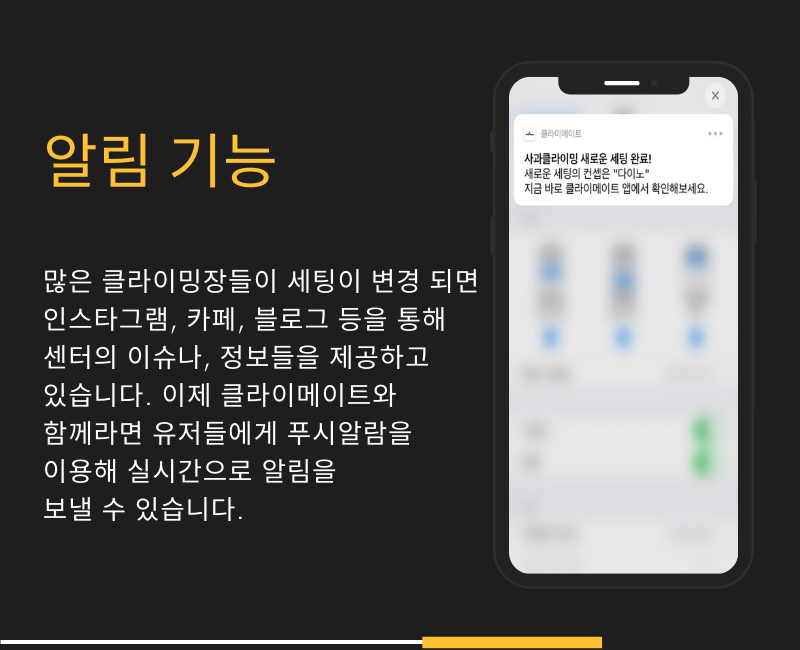 알림 기능
많은 클라이밍장들이 세팅이 변경 되면
인스타그램, 카페, 블로그 등을 통해
센터의 이슈나, 정보들을 제공하고
있습니다. 이제 클라이메이트와
함께라면 유저들에게 푸시알람을
이용해 실시간으로 알림을
보낼 수 있습니다.
클라이메이트
사과클라이밍 새로운 세팅 완료!
새로운 세팅의 컨셉은 "다이노"
지금 바로 클라이메이트 앱에서 확인해보세요.